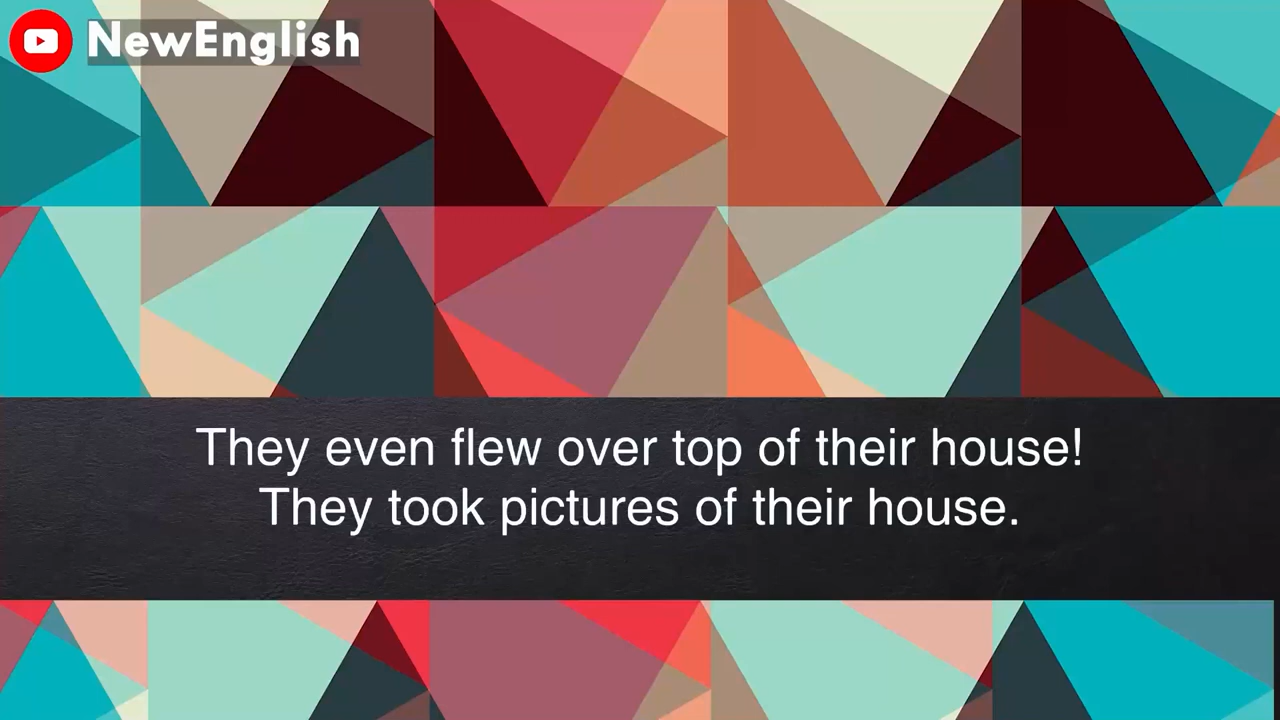 NewEnglish
They even flew over top of their house!
They took pictures of their house.